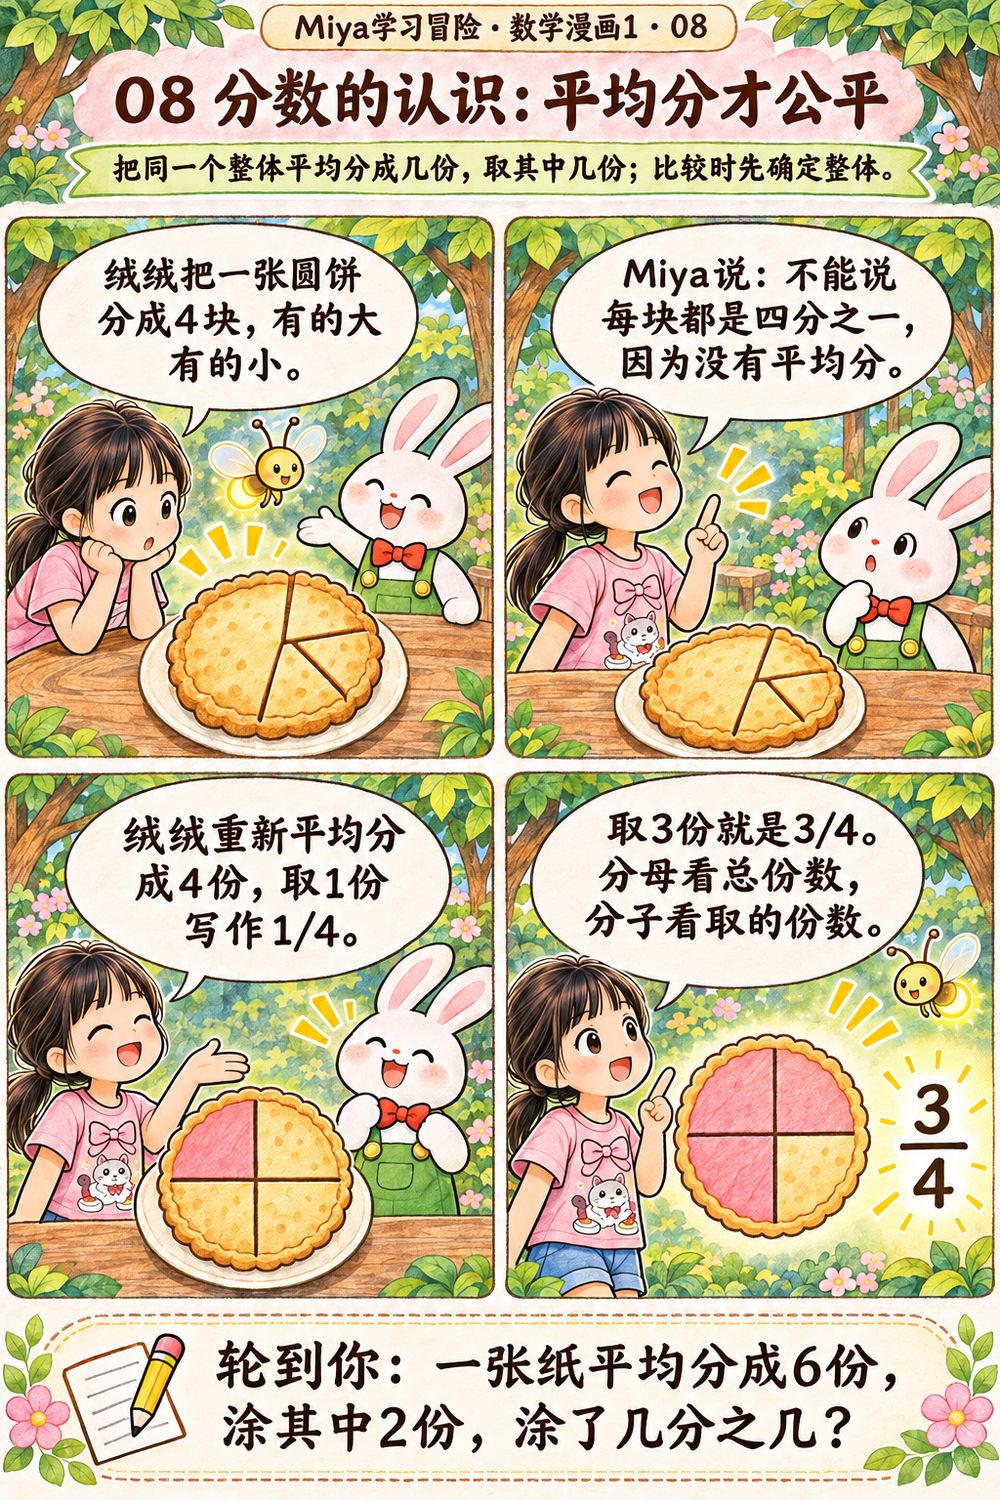 Miya学习冒险·数学漫画1·08
08 分数的认识：平均分才公平
把同一个整体平均分成几份，取其中几份；比较时先确定整体。
绒绒把一张圆饼
分成4块，有的大
有的小。
Miya说：不能说
每块都是四分之一，
因为没有平均分。
绒绒重新平均分
成4份，取1份
写作1/4。
取3份就是3/4。
分母看总份数，
分子看取的份数。
3
4
轮到你：一张纸平均分成6份，
涂其中2份，涂了几分之几？